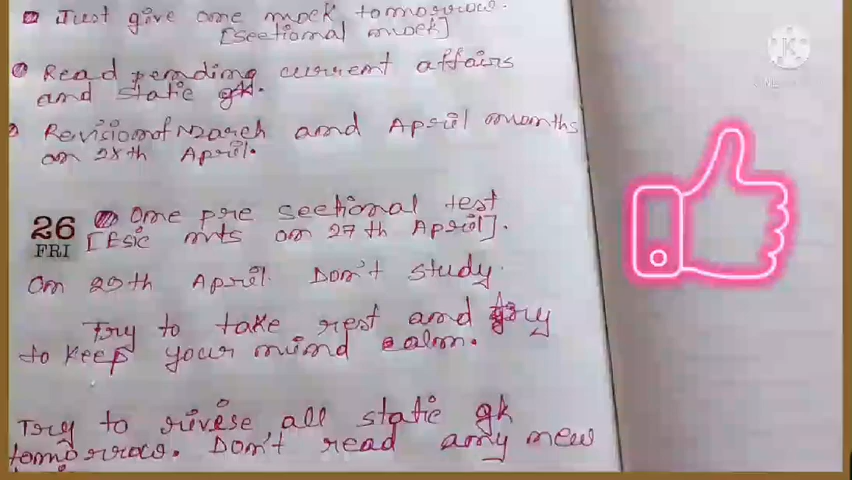 Just give one mock tomorrow.
[Sectional mock]
Read pending current affairs
and static gk.
Revision of March and April months
on 28th April.
26 One pre sectional test
FRI [Esic mts on 27th April].
On 29th April. Don't study.
Try to take rest and try
to keep your mind calm.
Try to rivise all static gk
tomorrow. Don't read any new
K